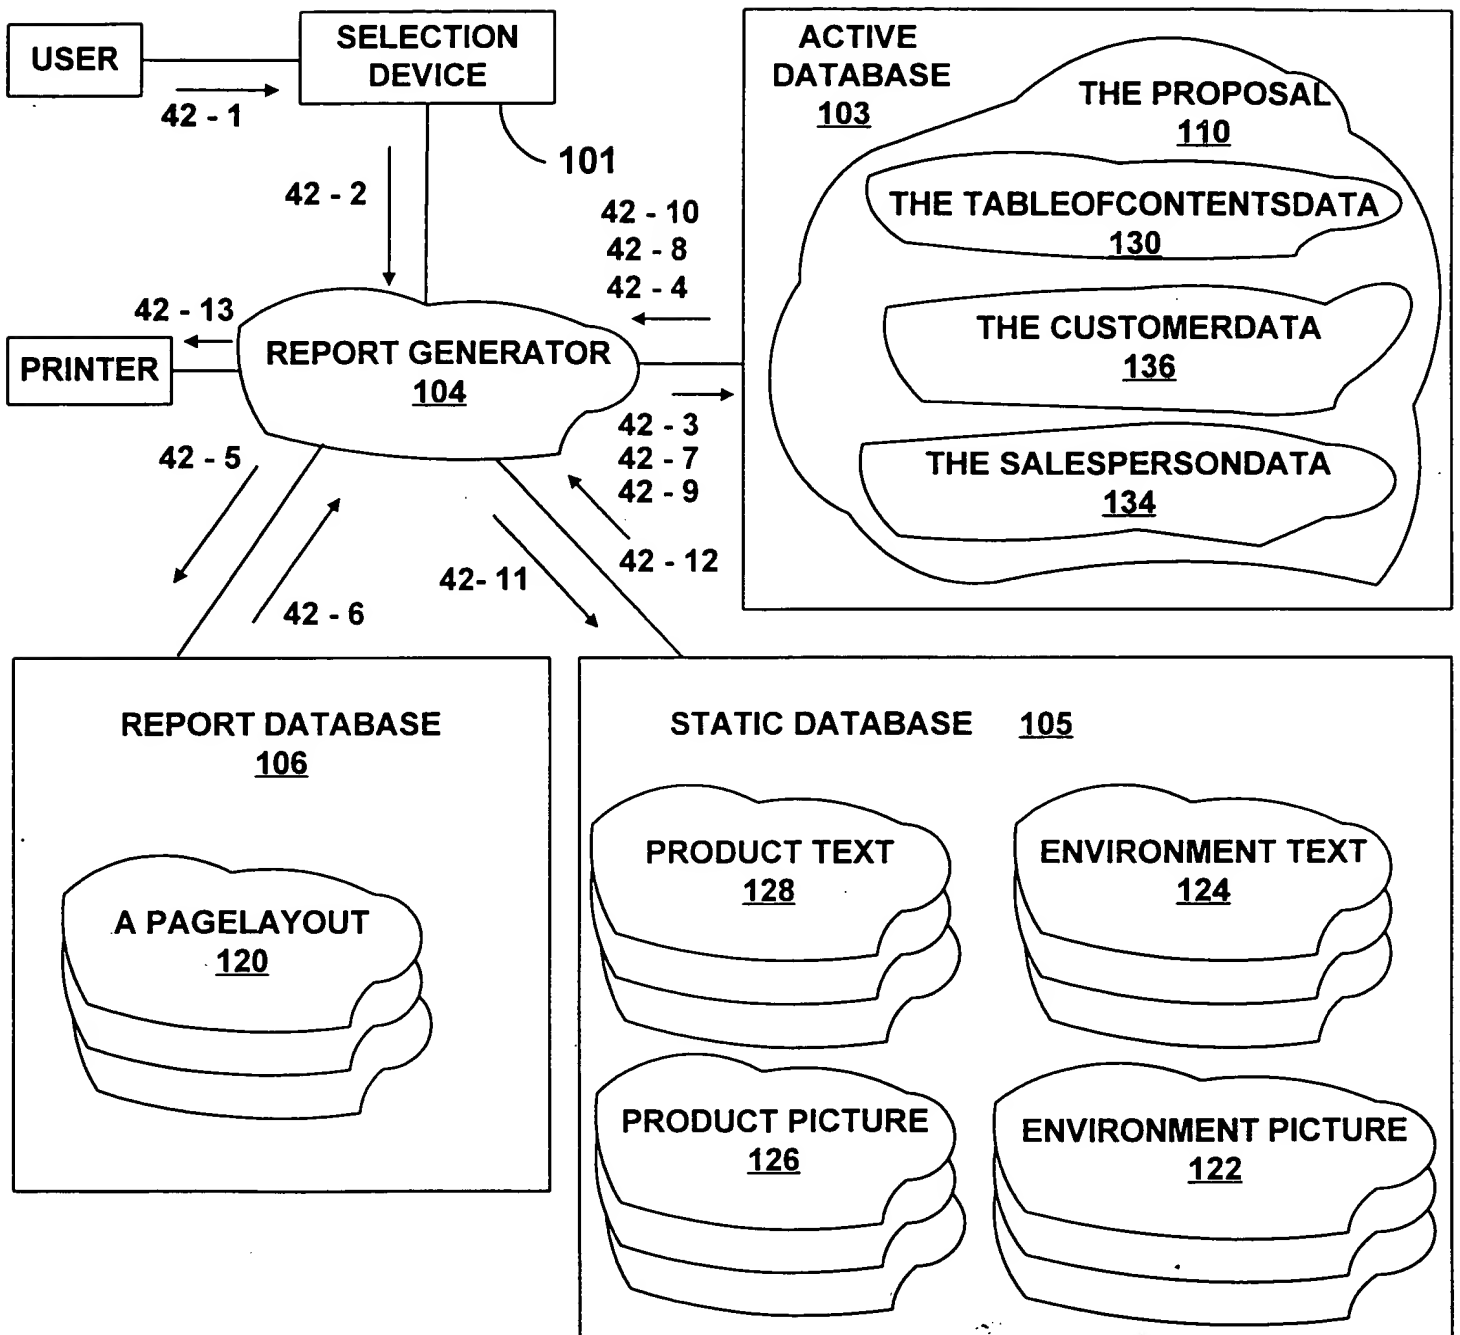 USER
SELECTION
DEVICE
42 - 1
101
42 - 2
ACTIVE
DATABASE
103
THE PROPOSAL
110
THE TABLEOFCONTENTSDATA
130
THE CUSTOMERDATA
136
THE SALESPERSONDATA
134
42 - 10
42 - 8
42 - 4
42 - 13
PRINTER
REPORT GENERATOR
104
42 - 3
42 - 7
42 - 9
42 - 5
42 - 6
42- 11
42 - 12
REPORT DATABASE
106
A PAGELAYOUT
120
STATIC DATABASE 105
PRODUCT TEXT
128
ENVIRONMENT TEXT
124
PRODUCT PICTURE
126
ENVIRONMENT PICTURE
122